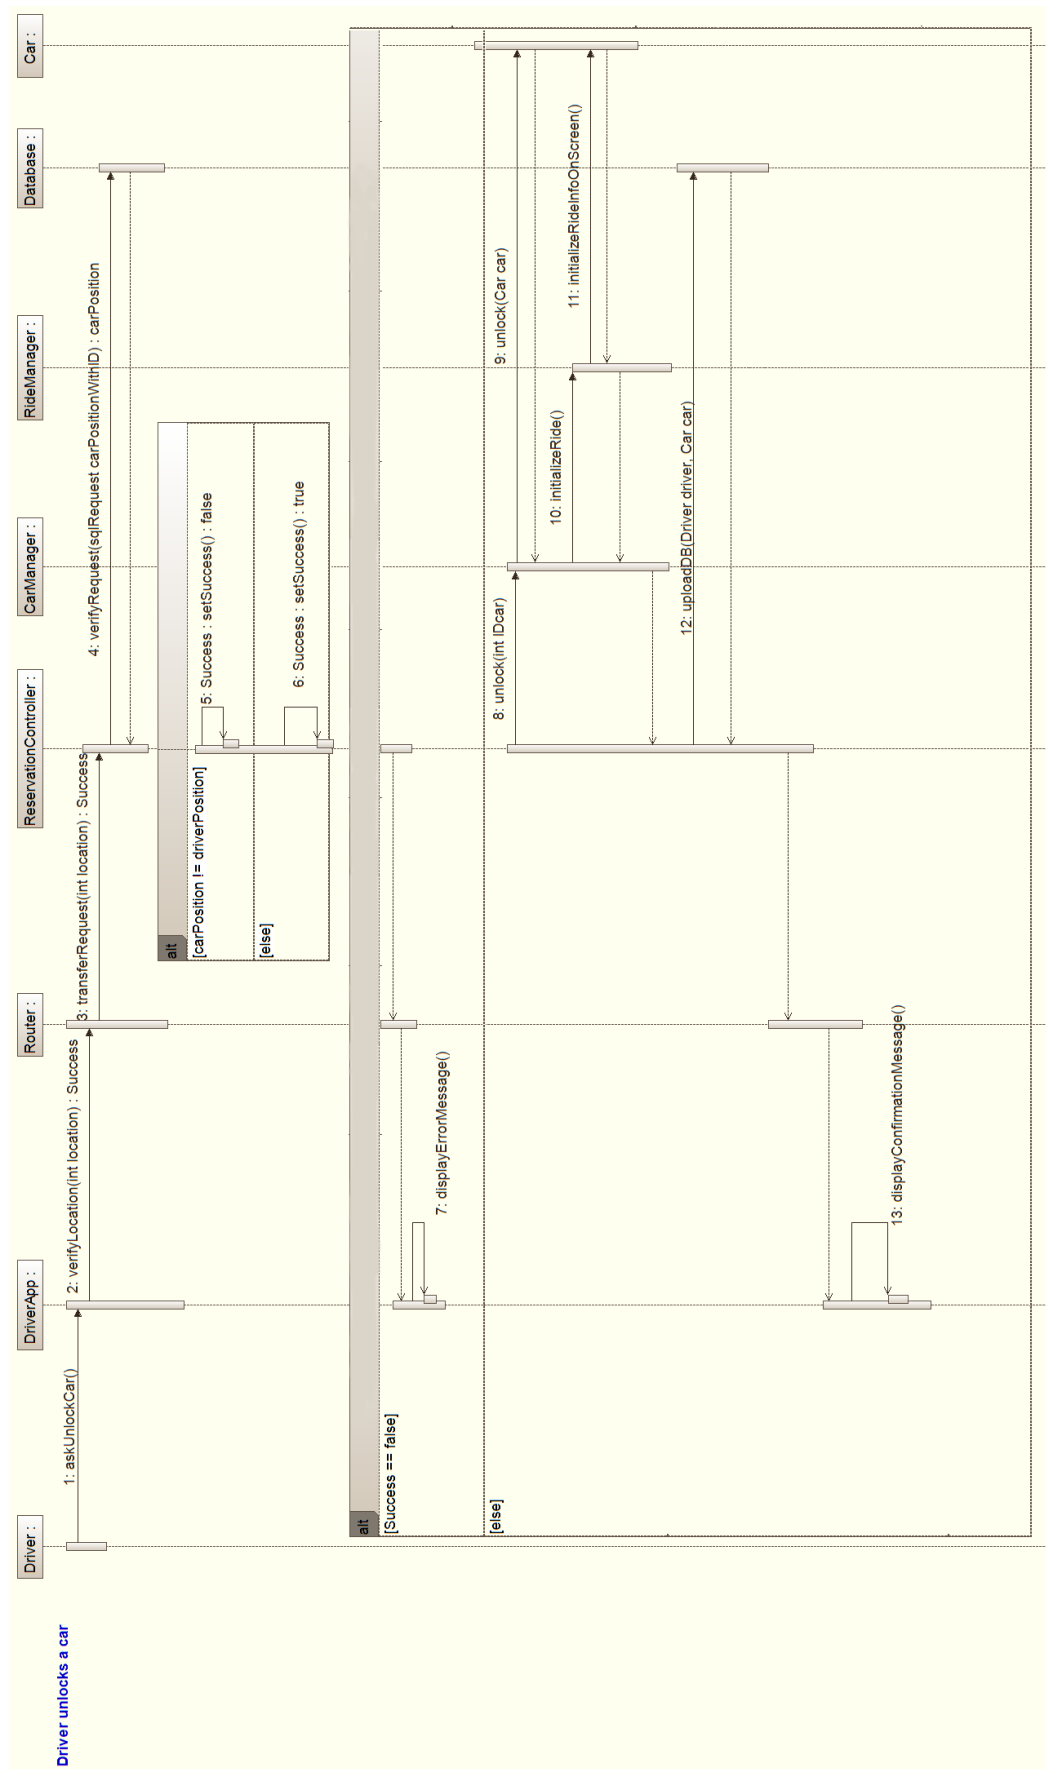 Driver unlocks a car
Driver :
DriverApp :
Router :
ReservationController :
CarManager :
RideManager :
Database :
Car :
1: askUnlockCar()
2: verifyLocation(int location) : Success
3: transferRequest(int location) : Success
4: verifyRequest(sqlRequest carPositionWithID) : carPosition
alt
[carPosition != driverPosition]
5: Success : setSuccess() : false
[else]
6: Success : setSuccess() : true
alt
[Success == false]
7: displayErrorMessage()
[else]
8: unlock(int IDcar)
9: unlock(Car car)
10: initializeRide()
11: initializeRideInfoOnScreen()
12: uploadDB(Driver driver, Car car)
13: displayConfirmationMessage()